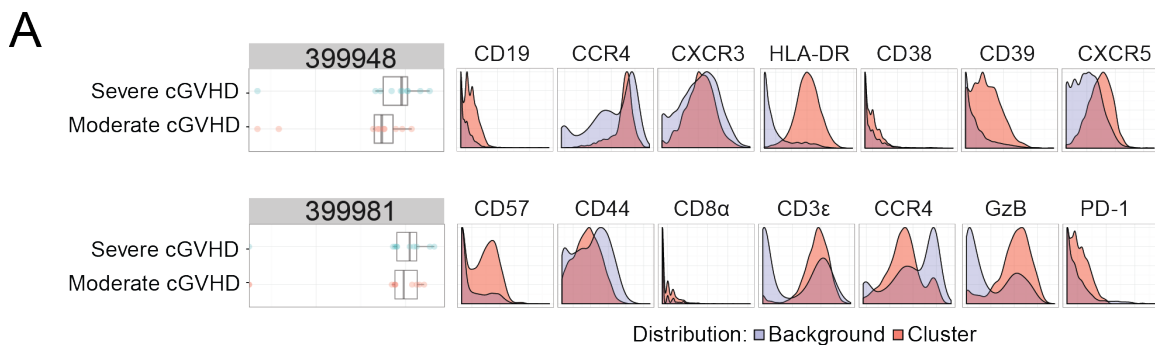 A
399948
CD19 CCR4 CXCR3 HLA-DR CD38 CD39 CXCR5
Severe cGVHD
Moderate cGVHD
399981
CD57 CD44 CD8α CD3ε CCR4 GzB PD-1
Severe cGVHD
Moderate cGVHD
Distribution: Background Cluster